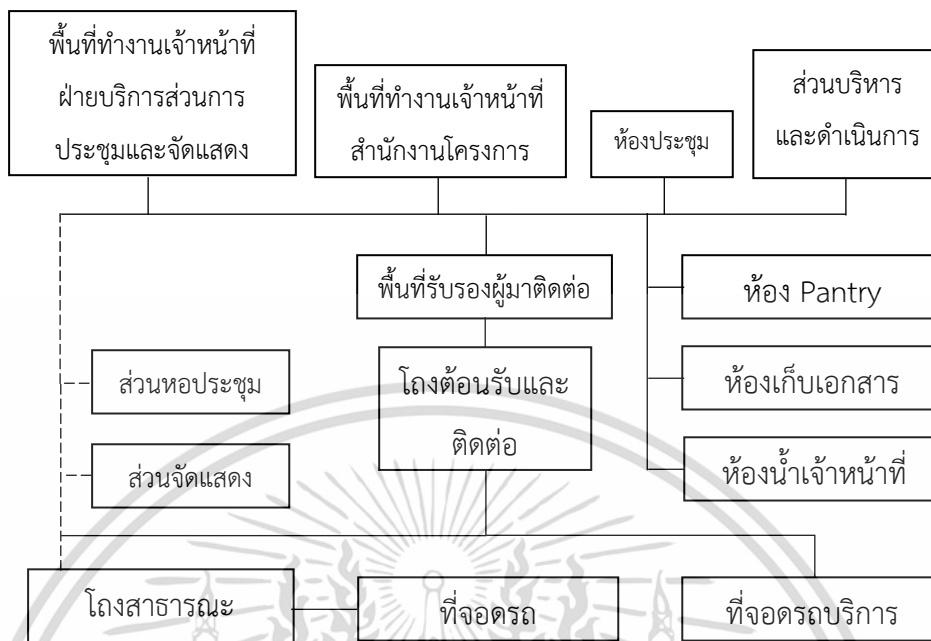 พื้นที่ทำงานเจ้าหน้าที่
ฝ่ายบริการส่วนการ
ประชุมและจัดแสดง
พื้นที่ทำงานเจ้าหน้าที่
สำนักงานโครงการ
ห้องประชุม
ส่วนบริหาร
และดำเนินการ
พื้นที่รับรองผู้มาติดต่อ
ห้อง Pantry
ส่วนหอประชุม
โถงต้อนรับและ
ติดต่อ
ห้องเก็บเอกสาร
ส่วนจัดแสดง
ห้องน้ำเจ้าหน้าที่
โถงสาธารณะ
ที่จอดรถ
ที่จอดรถบริการ